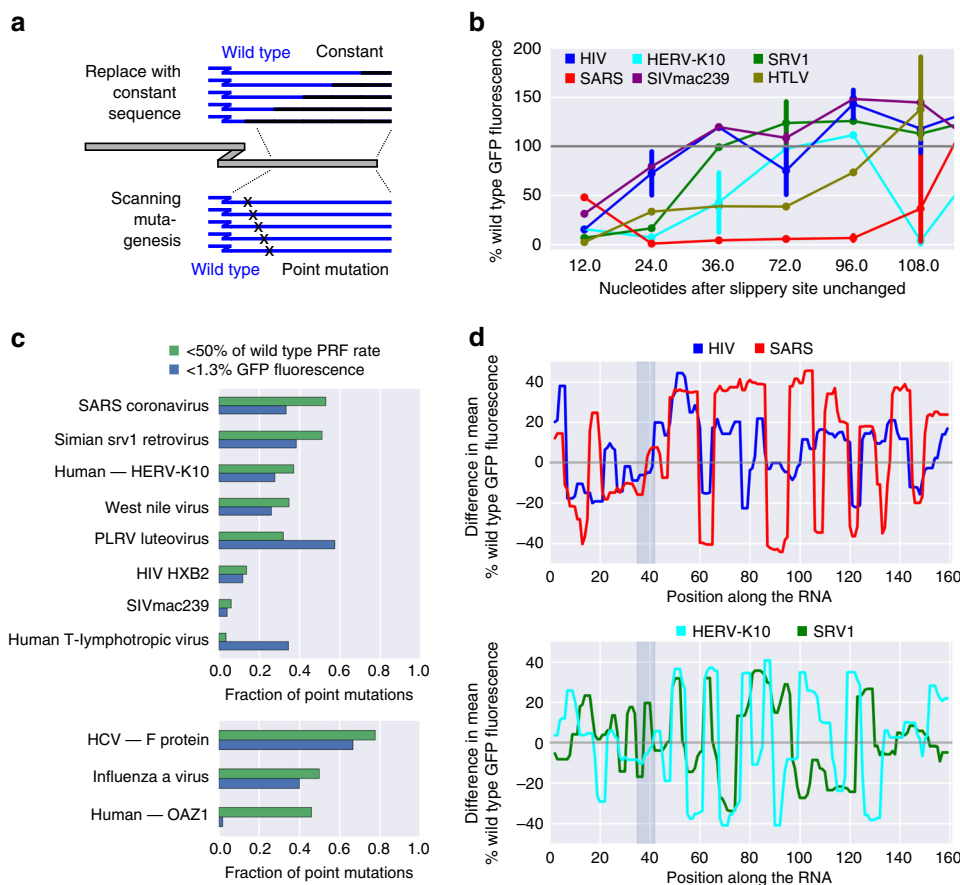 a
Wild type
Constant
Replace with
constant
sequence
Scanning
muta-
genesis
x
x
x
x
x
Wild type
Point mutation
b
% wild type GFP fluorescence
200
150
100
50
0
HIV
HERV-K10
SRV1
SARS
SIVmac239
HTLV
12.0 24.0 36.0 72.0 96.0 108.0
Nucleotides after slippery site unchanged
c
<50% of wild type PRF rate
<1.3% GFP fluorescence
SARS coronavirus
Simian srv1 retrovirus
Human — HERV-K10
West nile virus
PLRV luteovirus
HIV HXB2
SIVmac239
Human T-lymphotropic virus
0.0 0.2 0.4 0.6 0.8 1.0
Fraction of point mutations
HCV — F protein
Influenza a virus
Human — OAZ1
0.0 0.2 0.4 0.6 0.8 1.0
Fraction of point mutations
d
HIV
SARS
Difference in mean
% wild type GFP fluorescence
40
20
0
−20
−40
0 20 40 60 80 100 120 140 160
Position along the RNA
HERV-K10
SRV1
Difference in mean
% wild type GFP fluorescence
40
20
0
−20
−40
0 20 40 60 80 100 120 140 160
Position along the RNA